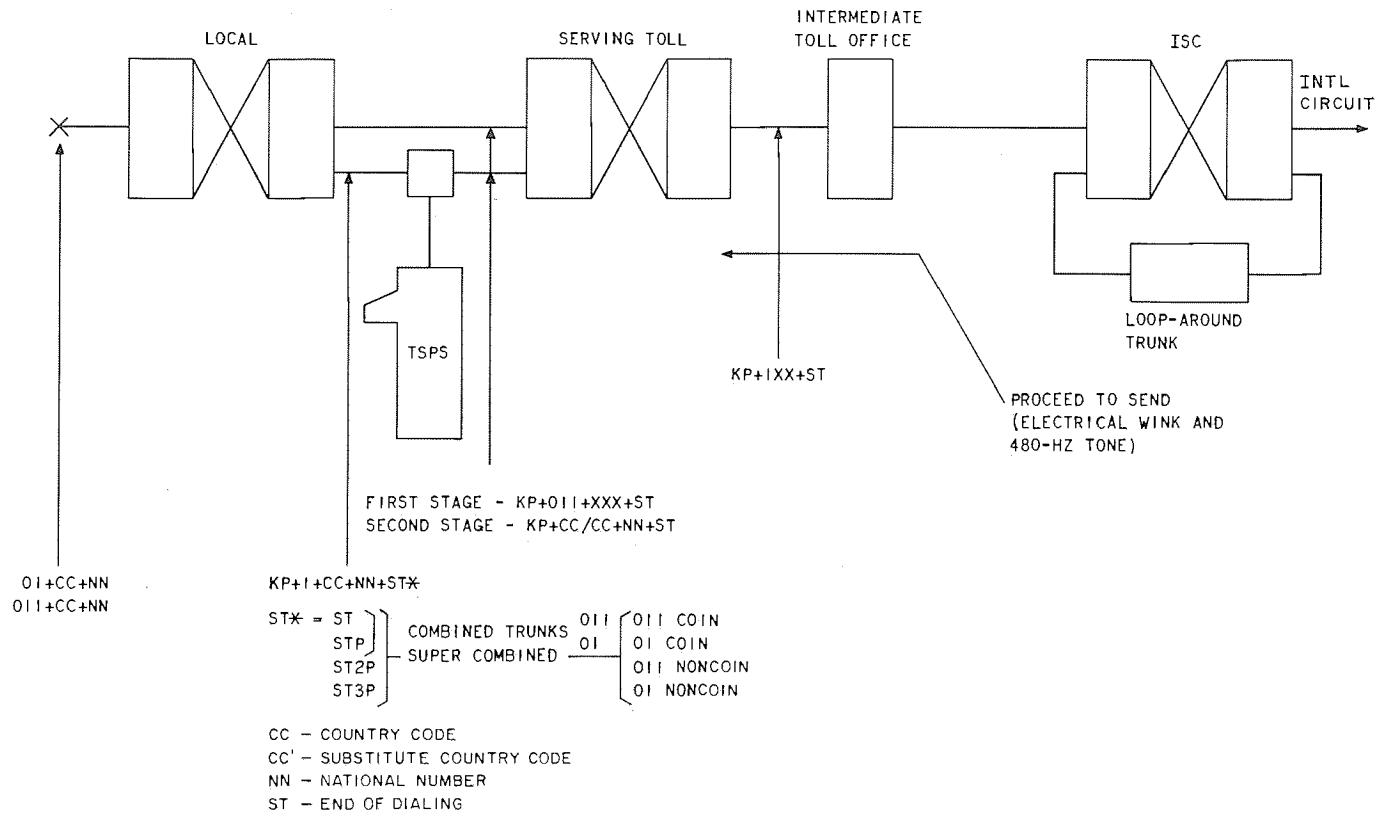 LOCAL
SERVING TOLL
INTERMEDIATE
TOLL OFFICE
ISC
INTL
CIRCUIT
TSPS
LOOP-AROUND
TRUNK
KP+1XX+ST
PROCEED TO SEND
(ELECTRICAL WINK AND
480-HZ TONE)
FIRST STAGE - KP+011+XXX+ST
SECOND STAGE - KP+CC/CC+NN+ST
01+CC+NN
011+CC+NN
KP+1+CC+NN+ST*
ST* = ST
STP
ST2P
ST3P
COMBINED TRUNKS
SUPER COMBINED
011
01
011 COIN
01 COIN
011 NONCOIN
01 NONCOIN
CC - COUNTRY CODE
CC' - SUBSTITUTE COUNTRY CODE
NN - NATIONAL NUMBER
ST - END OF DIALING